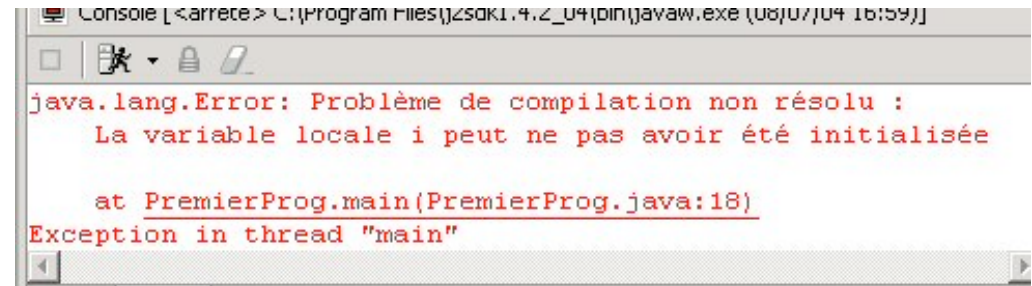 Console [<arrêté> C:\Program Files\j2sdk1.4.2_04\bin\javaw.exe (08/07/04 16:59)]
java.lang.Error: Problème de compilation non résolu :
La variable locale i peut ne pas avoir été initialisée
at PremierProg.main(PremierProg.java:18)
Exception in thread "main"